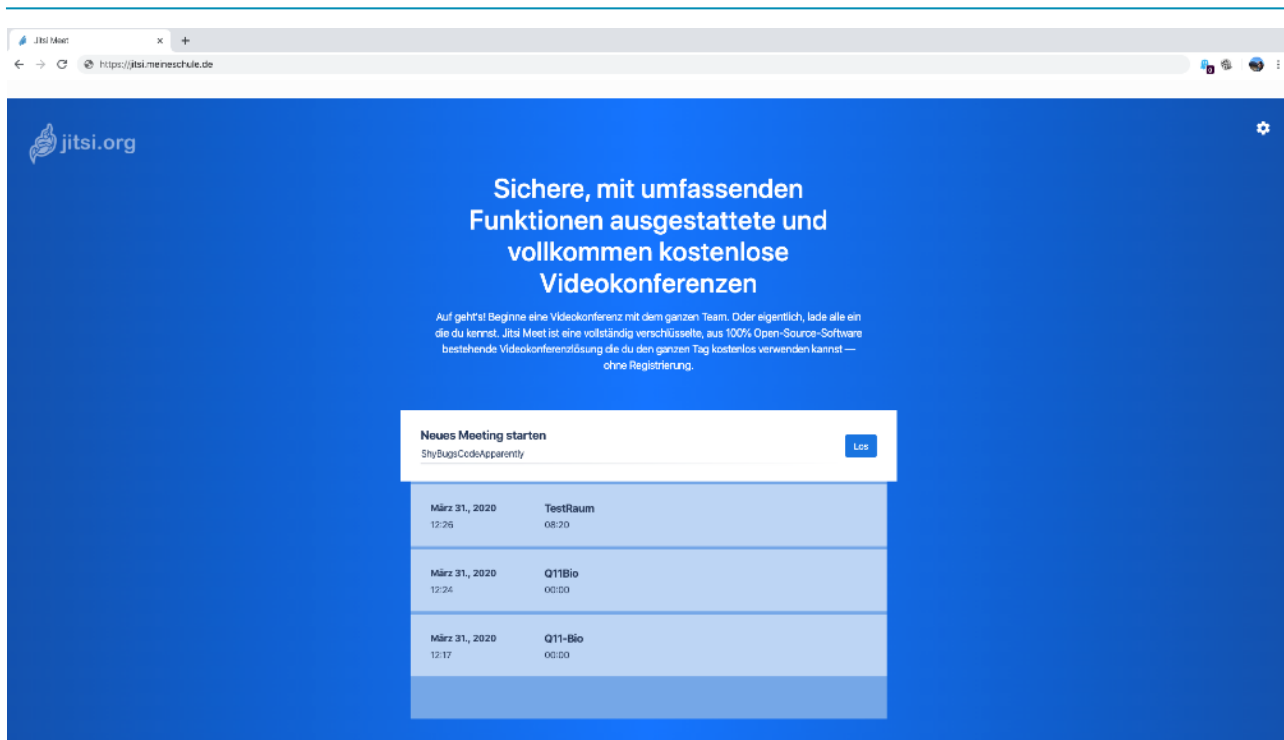 Jitsi Meet
https://jitsi.meineschule.de
jitsi.org
Sichere, mit umfassenden
Funktionen ausgestattete und
vollkommen kostenlose
Videokonferenzen
Auf geht's! Beginne eine Videokonferenz mit dem ganzen Team. Oder eigentlich, lade alle ein
die du kennst. Jitsi Meet ist eine vollständig verschlüsselte, aus 100% Open-Source-Software
bestehende Videokonferenzlösung die du den ganzen Tag kostenlos verwenden kannst —
ohne Registrierung.
Neues Meeting starten
ShyBugsCodeApparently
Los
März 31., 2020 TestRaum
12:26 08:20
März 31., 2020 Q11Bio
12:24 00:00
März 31., 2020 Q11-Bio
12:17 00:00